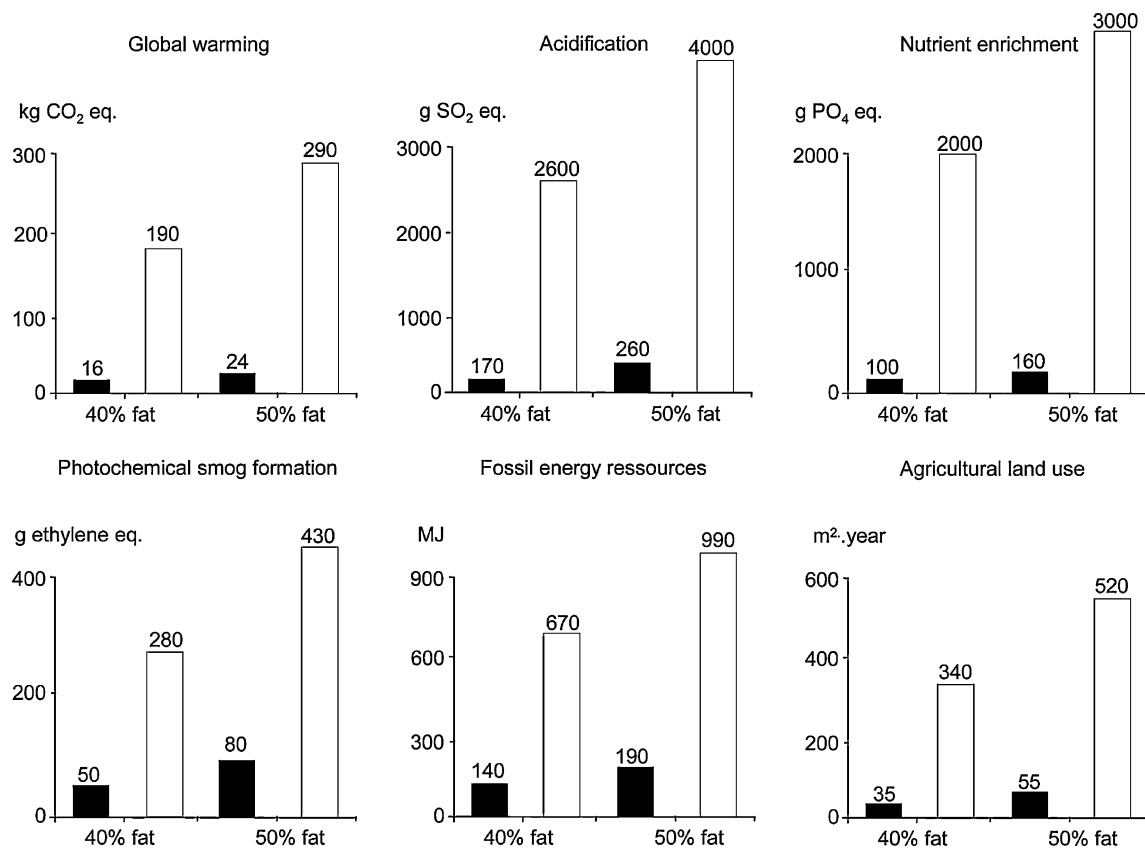 Global warming
kg CO₂ eq.
300
200
100
0
16
190
24
290
40% fat
50% fat
Acidification
g SO₂ eq.
3000
2000
1000
0
170
2600
260
4000
40% fat
50% fat
Nutrient enrichment
g PO₄ eq.
2000
1000
0
100
2000
160
3000
40% fat
50% fat
Photochemical smog formation
g ethylene eq.
400
200
0
50
280
80
430
40% fat
50% fat
Fossil energy ressources
MJ
900
600
300
0
140
670
190
990
40% fat
50% fat
Agricultural land use
m²·.year
600
400
200
0
35
340
55
520
40% fat
50% fat